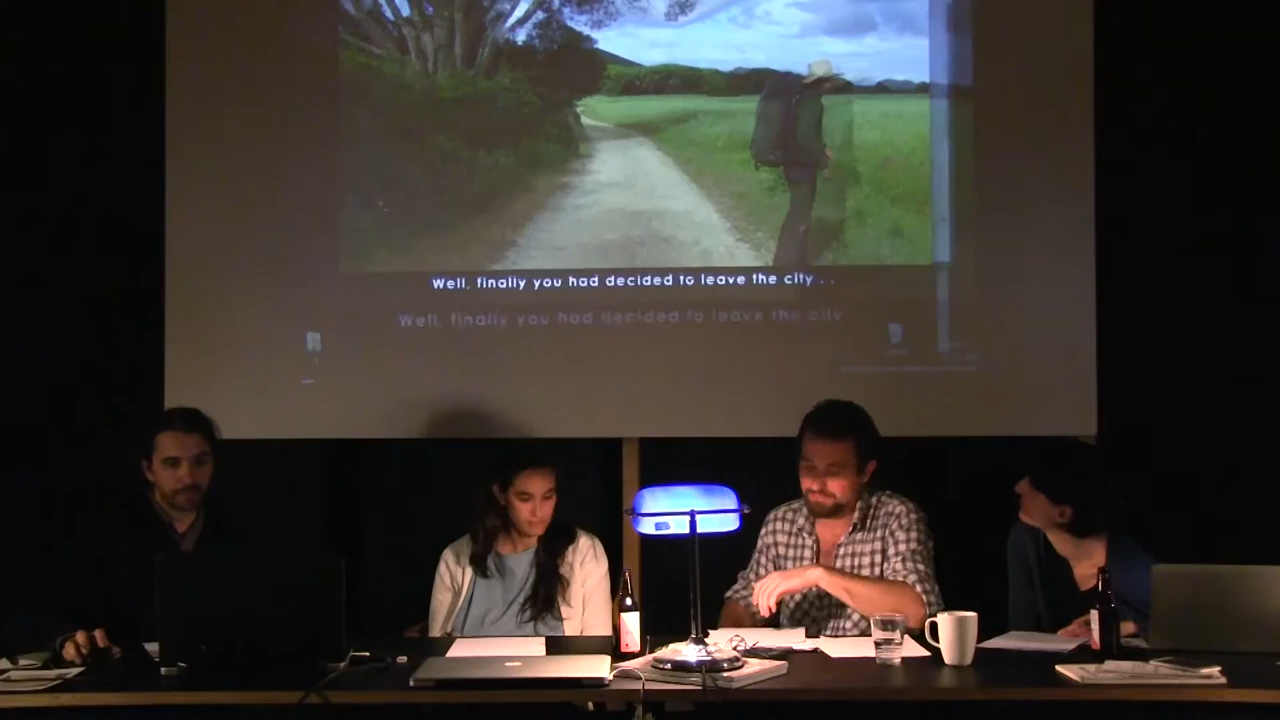 Well, finally you had decided to leave the city . .
Well, finally you had decided to leave the city